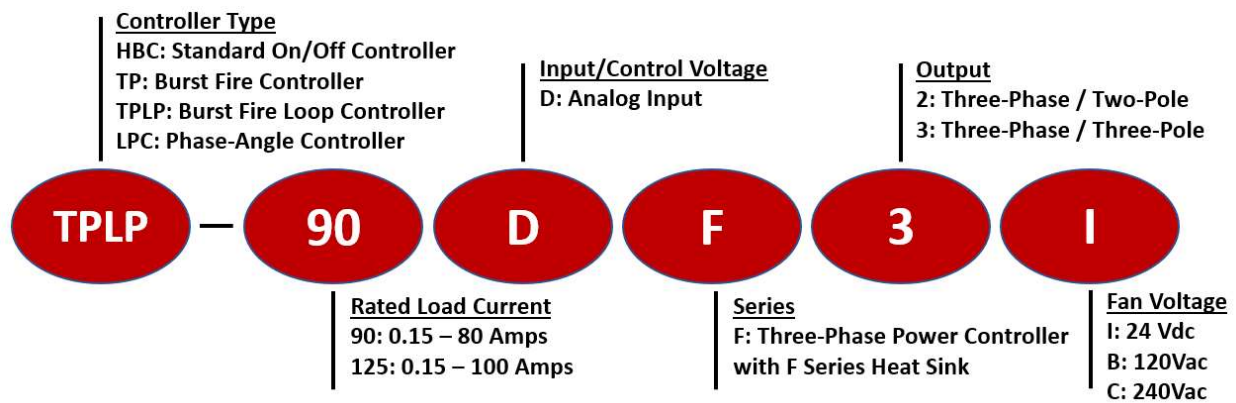 Controller Type
HBC: Standard On/Off Controller
TP: Burst Fire Controller
TPLP: Burst Fire Loop Controller
LPC: Phase-Angle Controller
Input/Control Voltage
D: Analog Input
Output
2: Three-Phase / Two-Pole
3: Three-Phase / Three-Pole
TPLP – 90 D F 3 I
Rated Load Current
90: 0.15 – 80 Amps
125: 0.15 – 100 Amps
Series
F: Three-Phase Power Controller
with F Series Heat Sink
Fan Voltage
I: 24 Vdc
B: 120Vac
C: 240Vac